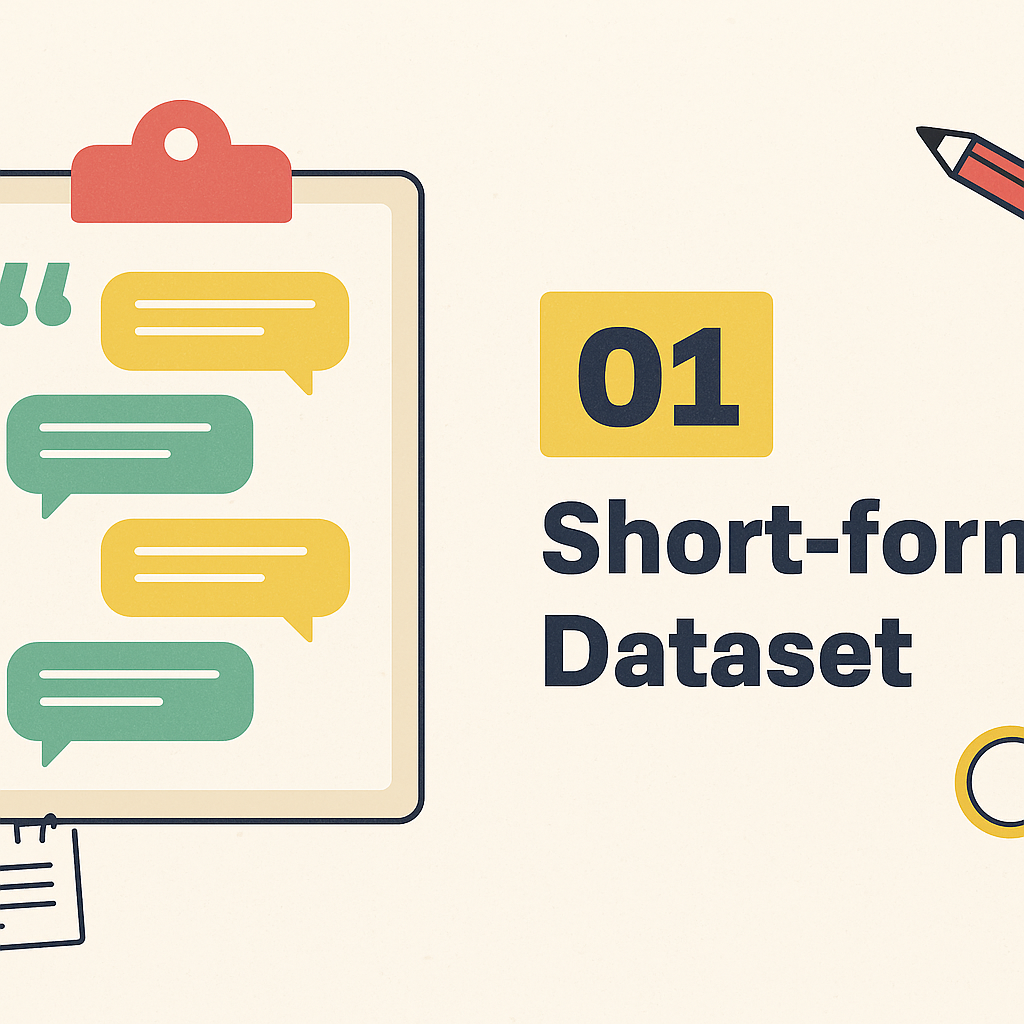 “
01
Short-form
Dataset